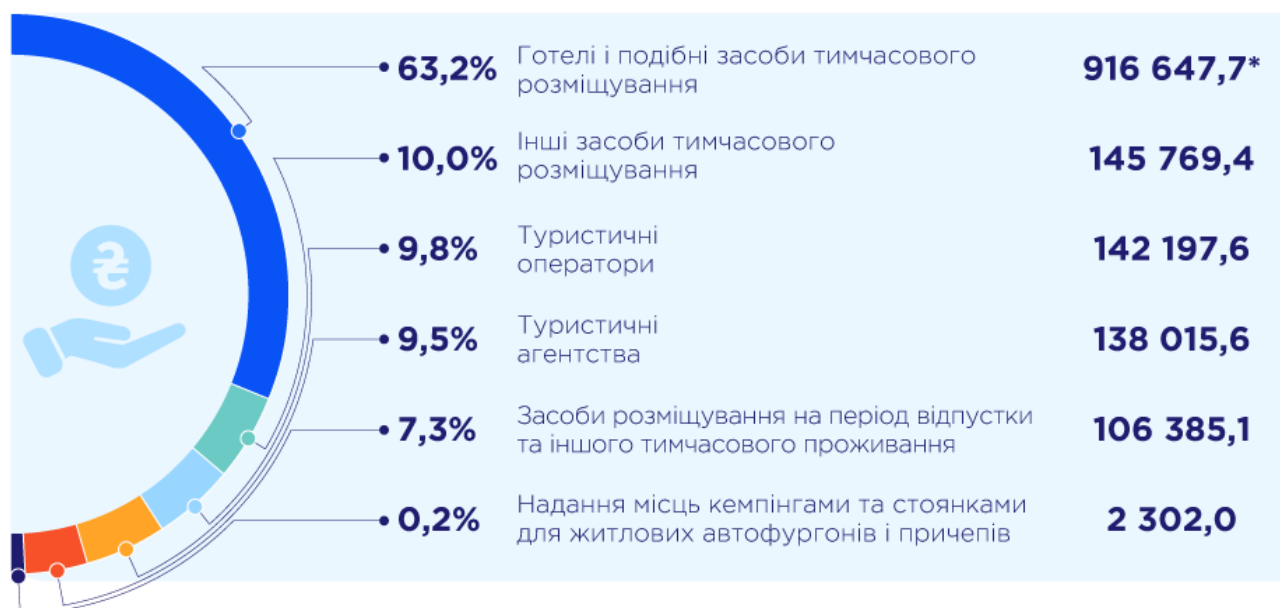 63,2% Готелі і подібні засоби тимчасового 916 647,7*
розміщування
10,0% Інші засоби тимчасового 145 769,4
розміщування
9,8% Туристичні 142 197,6
оператори
9,5% Туристичні 138 015,6
агентства
7,3% Засоби розміщування на період відпустки 106 385,1
та іншого тимчасового проживання
0,2% Надання місць кемпінгами та стоянками 2 302,0
для житлових автофургонів і причепів
₴